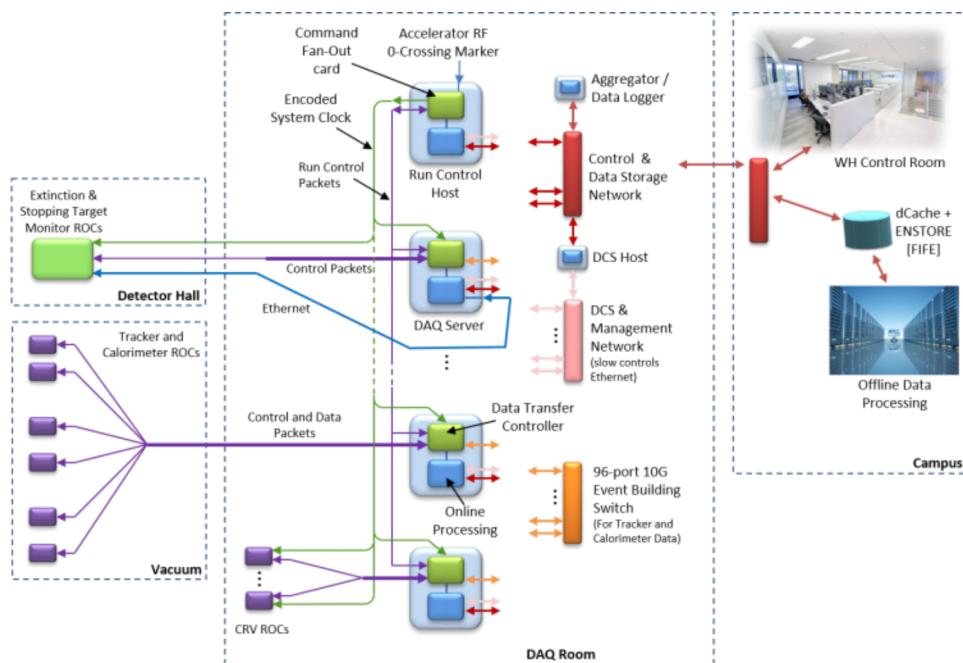 Command
Fan-Out
card
Accelerator RF
0-Crossing Marker
Encoded
System Clock
Run Control
Packets
Run Control
Host
Aggregator /
Data Logger
Control &
Data Storage
Network
WH Control Room
dCache +
ENSTORE
[FIFE]
Offline Data
Processing
Campus
Extinction &
Stopping Target
Monitor ROCs
Detector Hall
Control Packets
Ethernet
DAQ Server
DCS Host
DCS &
Management
Network
(slow controls
Ethernet)
Tracker and
Calorimeter ROCs
Vacuum
Control and Data
Packets
Data Transfer
Controller
Online
Processing
96-port 10G
Event Building
Switch
(For Tracker and
Calorimeter Data)
CRV ROCs
DAQ Room